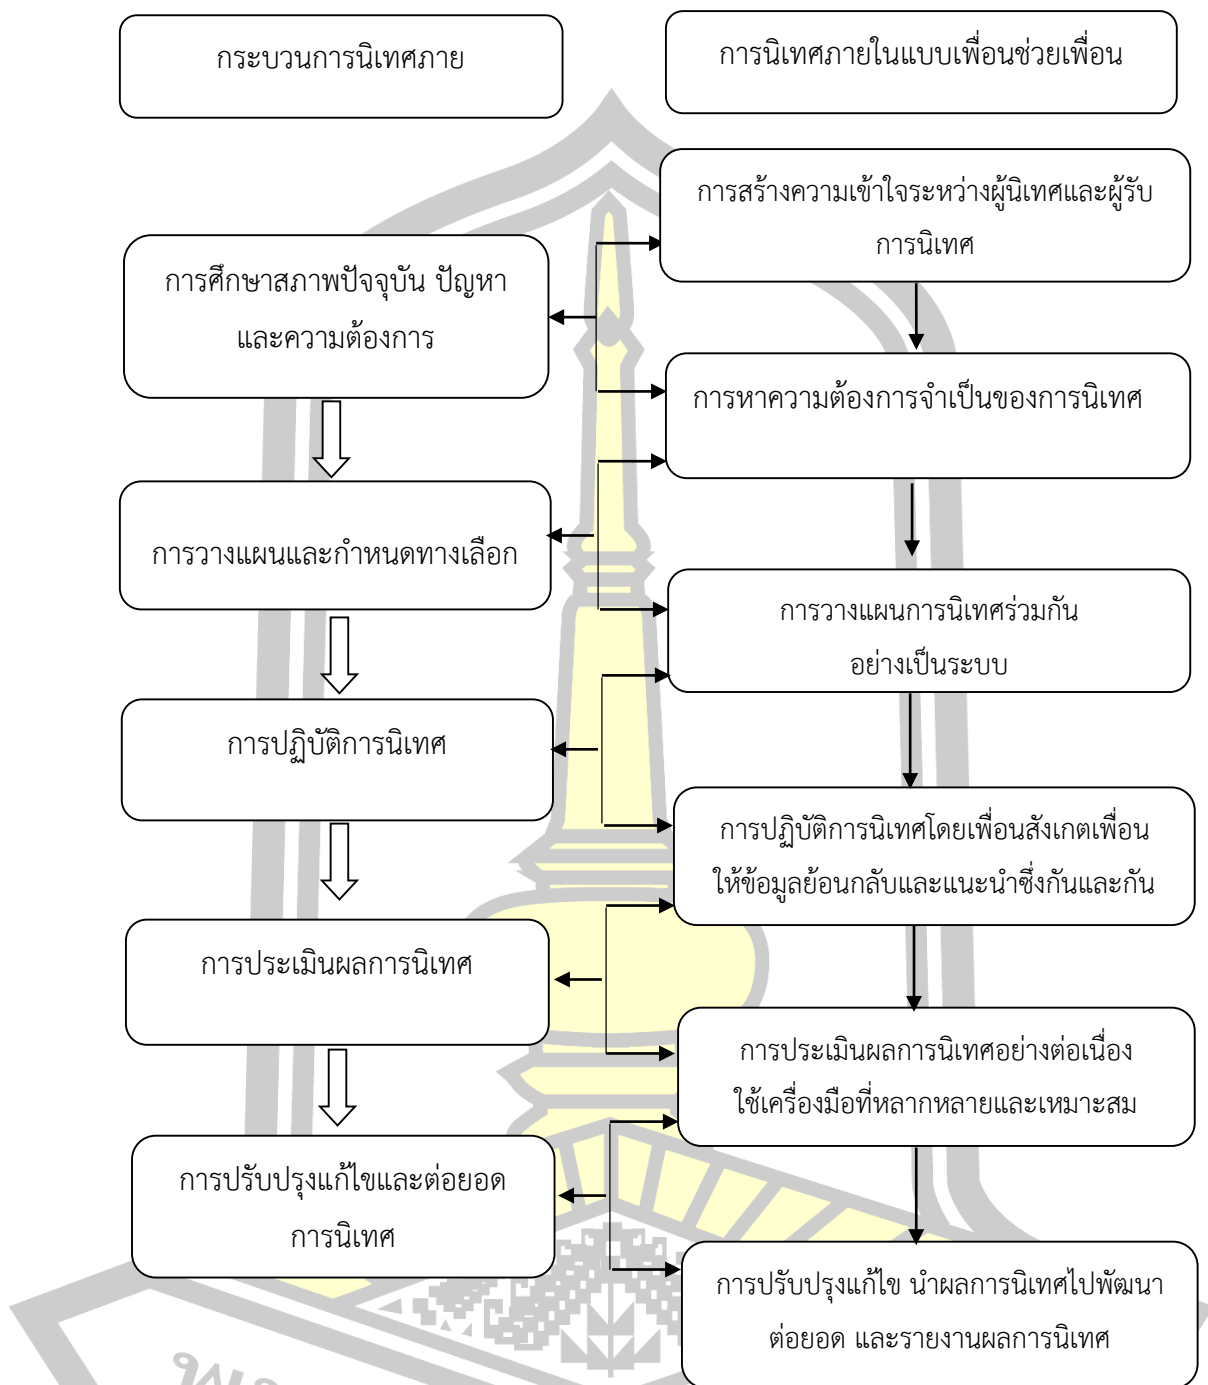 กระบวนการนิเทศภาย
การนิเทศภายในแบบเพื่อนช่วยเพื่อน
การสร้างความเข้าใจระหว่างผู้นิเทศและผู้รับ
การนิเทศ
การศึกษาสภาพปัจจุบัน ปัญหา
และความต้องการ
การหาความต้องการจำเป็นของการนิเทศ
การวางแผนและกำหนดทางเลือก
การวางแผนการนิเทศร่วมกัน
อย่างเป็นระบบ
การปฏิบัติการนิเทศ
การปฏิบัติการนิเทศโดยเพื่อนสังเกตเพื่อน
ให้ข้อมูลย้อนกลับและแนะนำซึ่งกันและกัน
การประเมินผลการนิเทศ
การประเมินผลการนิเทศอย่างต่อเนื่อง
ใช้เครื่องมือที่หลากหลายและเหมาะสม
การปรับปรุงแก้ไขและต่อยอด
การนิเทศ
การปรับปรุงแก้ไข นำผลการนิเทศไปพัฒนา
ต่อยอด และรายงานผลการนิเทศ